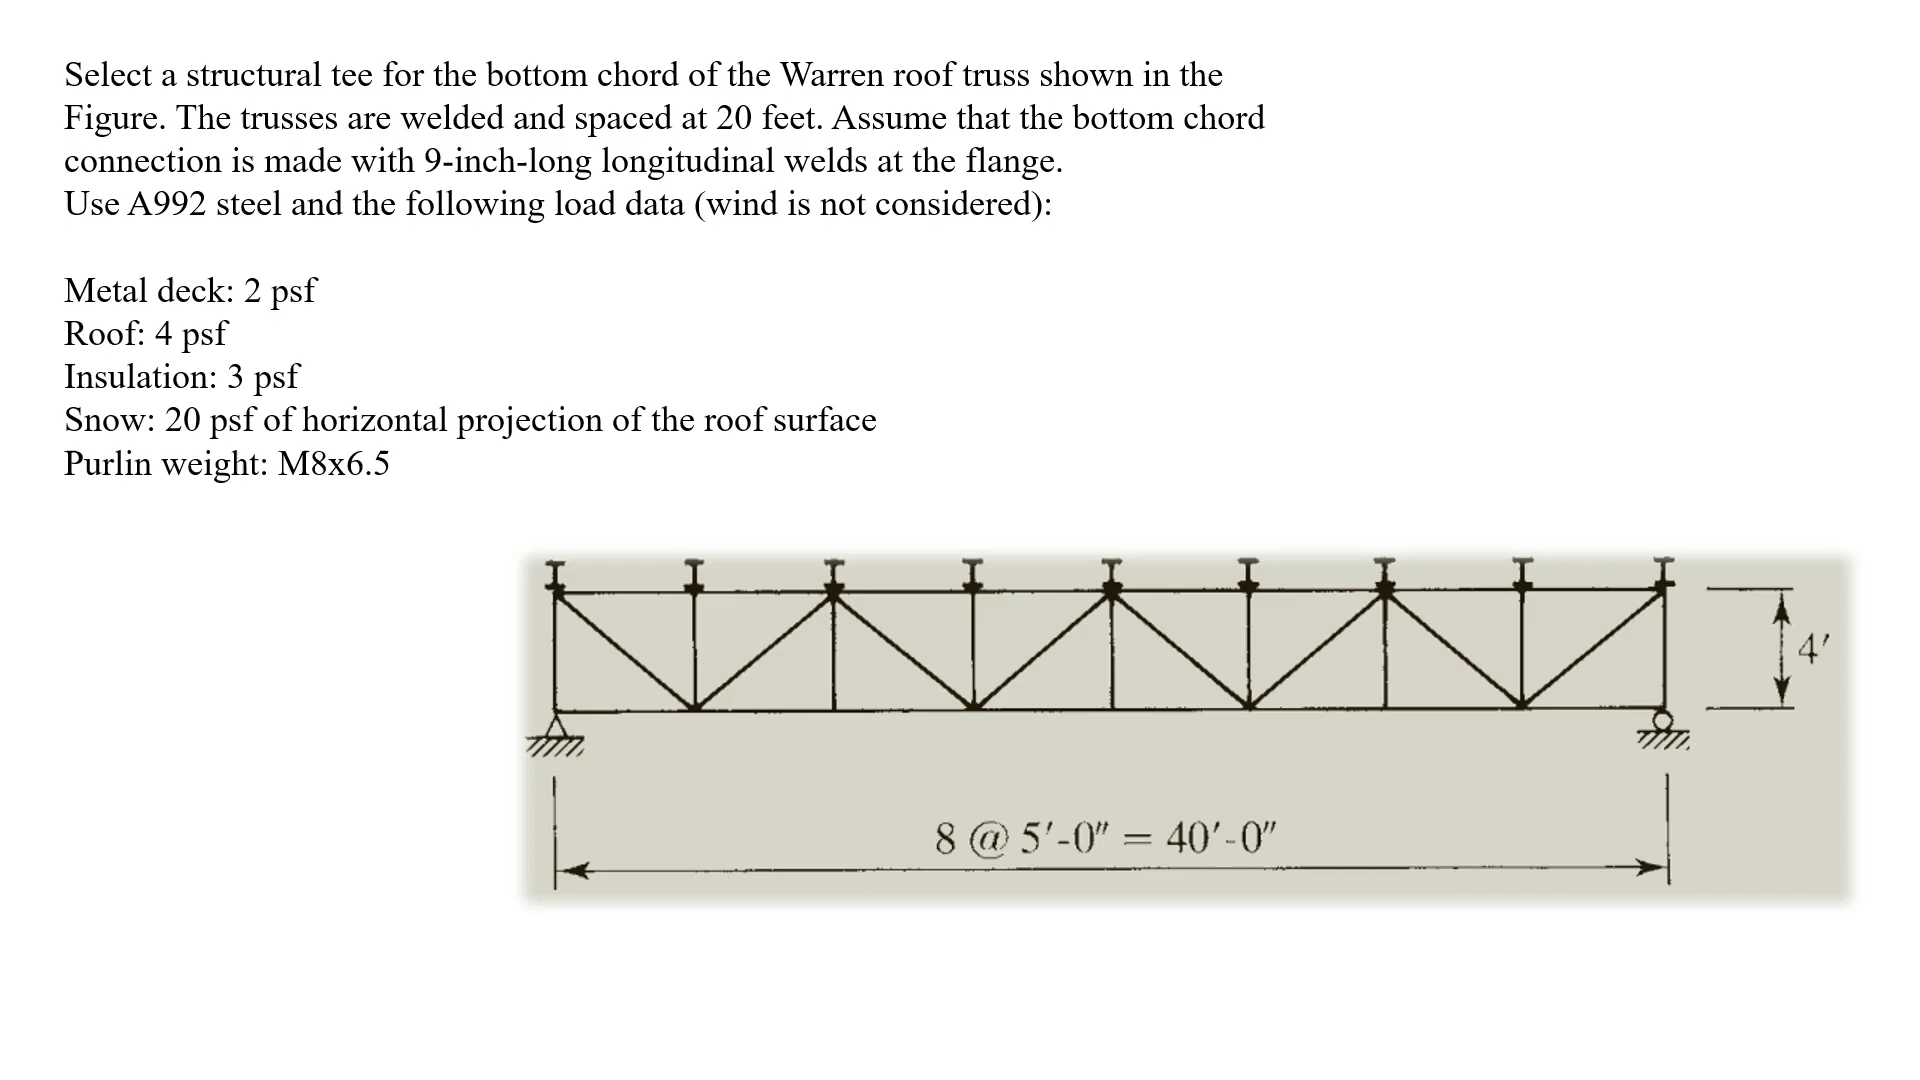 Select a structural tee for the bottom chord of the Warren roof truss shown in the
Figure. The trusses are welded and spaced at 20 feet. Assume that the bottom chord
connection is made with 9-inch-long longitudinal welds at the flange.
Use A992 steel and the following load data (wind is not considered):
Metal deck: 2 psf
Roof: 4 psf
Insulation: 3 psf
Snow: 20 psf of horizontal projection of the roof surface
Purlin weight: M8x6.5
4′
8 @ 5′-0″ = 40′-0″